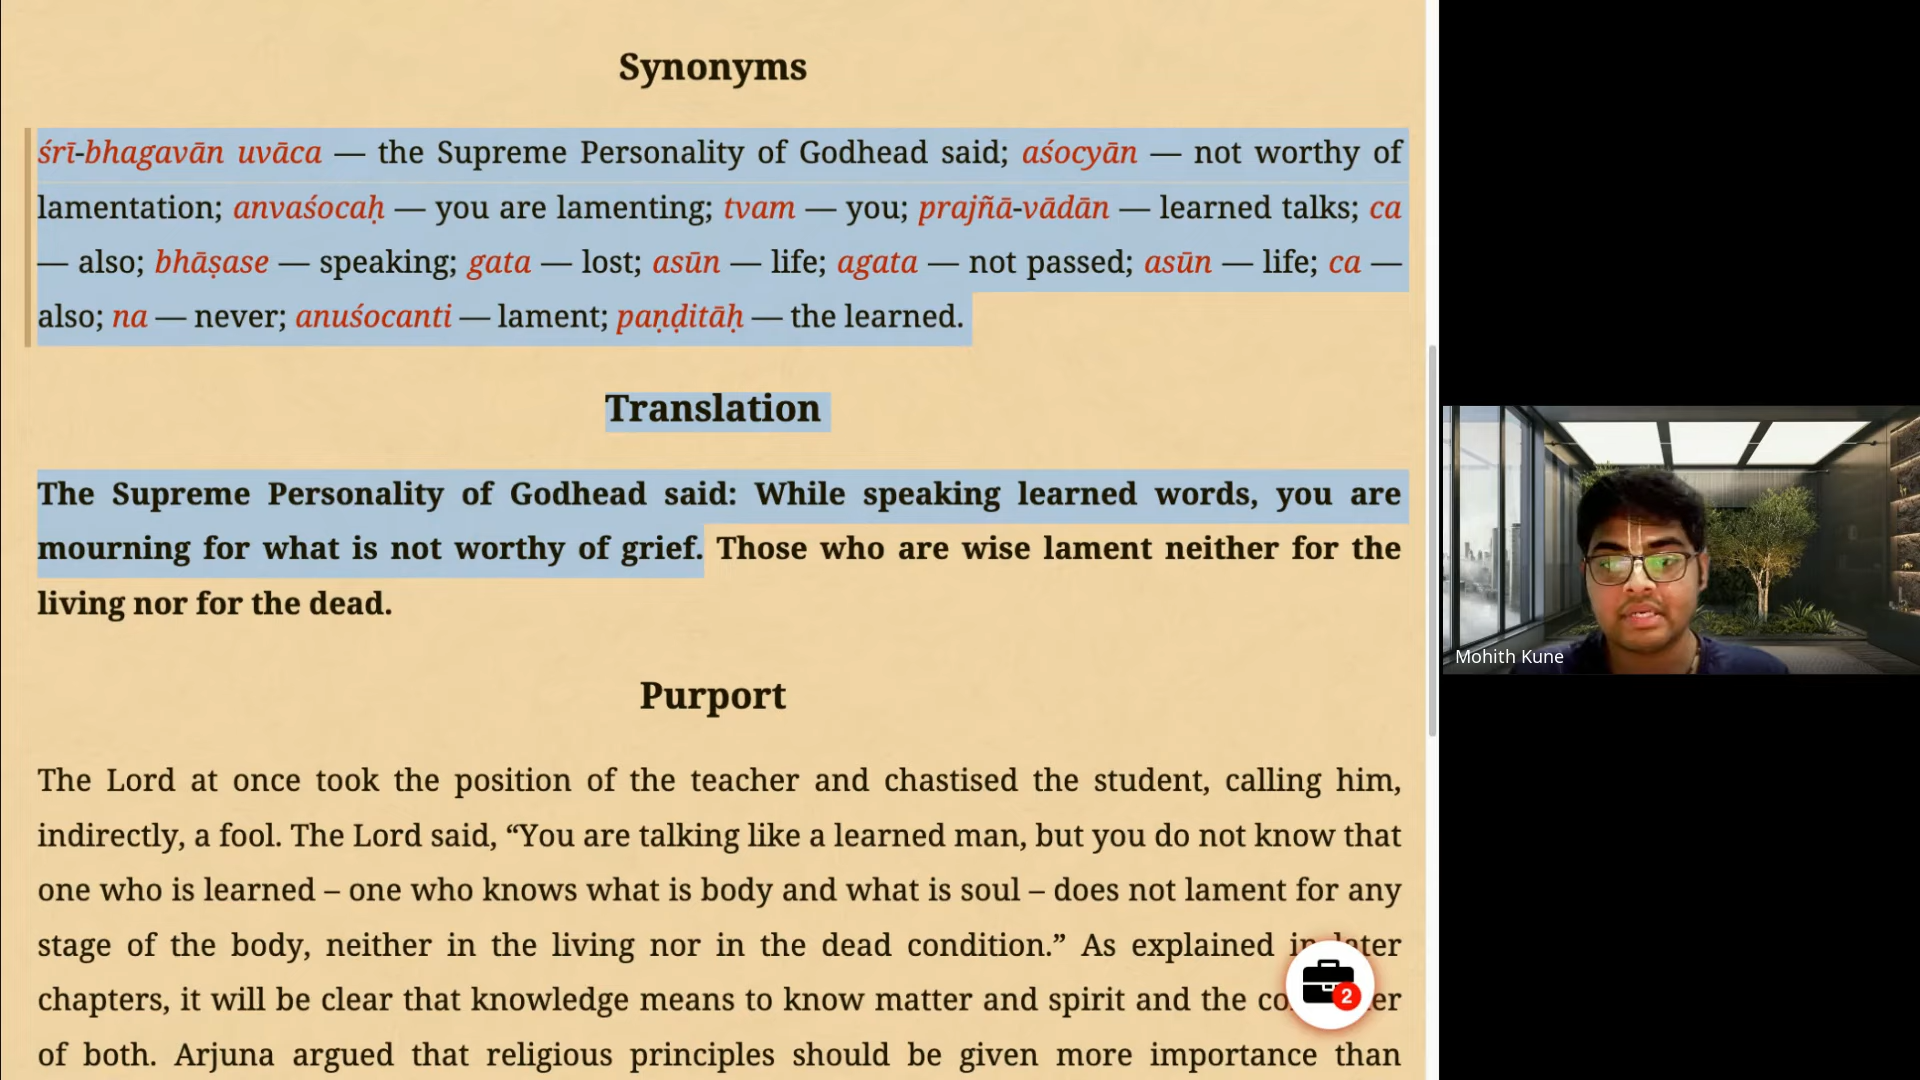 Synonyms
śrī-bhagavān uvāca — the Supreme Personality of Godhead said; aśocyān — not worthy of
lamentation; anvaśocaḥ — you are lamenting; tvam — you; prajñā-vādān — learned talks; ca
— also; bhāṣase — speaking; gata — lost; asūn — life; agata — not passed; asūn — life; ca —
also; na — never; anuśocanti — lament; paṇḍitāḥ — the learned.
Translation
The Supreme Personality of Godhead said: While speaking learned words, you are
mourning for what is not worthy of grief. Those who are wise lament neither for the
living nor for the dead.
Purport
The Lord at once took the position of the teacher and chastised the student, calling him,
indirectly, a fool. The Lord said, “You are talking like a learned man, but you do not know that
one who is learned – one who knows what is body and what is soul – does not lament for any
stage of the body, neither in the living nor in the dead condition.” As explained in later
chapters, it will be clear that knowledge means to know matter and spirit and the
of both. Arjuna argued that religious principles should be given more importance than
2
Mohith Kune